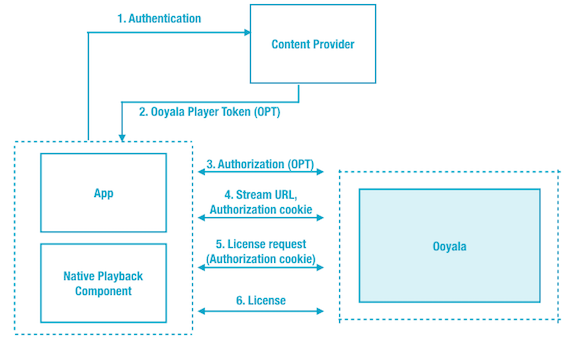 1. Authentication
Content Provider
2. Ooyala Player Token (OPT)
App
3. Authorization (OPT)
4. Stream URL,
Authorization cookie
Ooyala
5. License request
(Authorization cookie)
Native Playback
Component
6. License